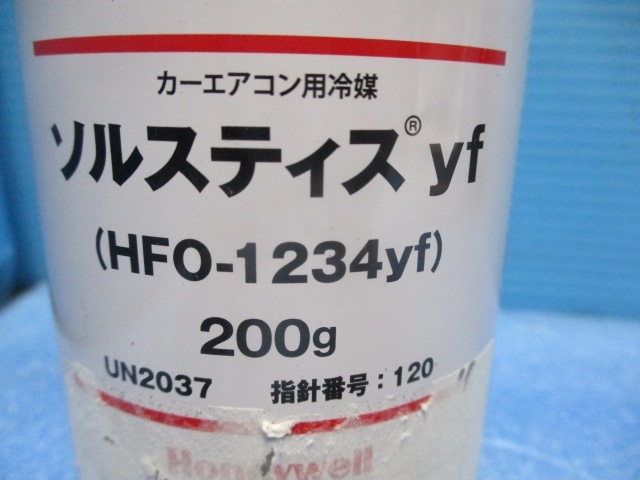 カーエアコン用冷媒
ソルスティス® yf
(HFO-1234yf)
200g
UN2037 指針番号：120
Honeywell